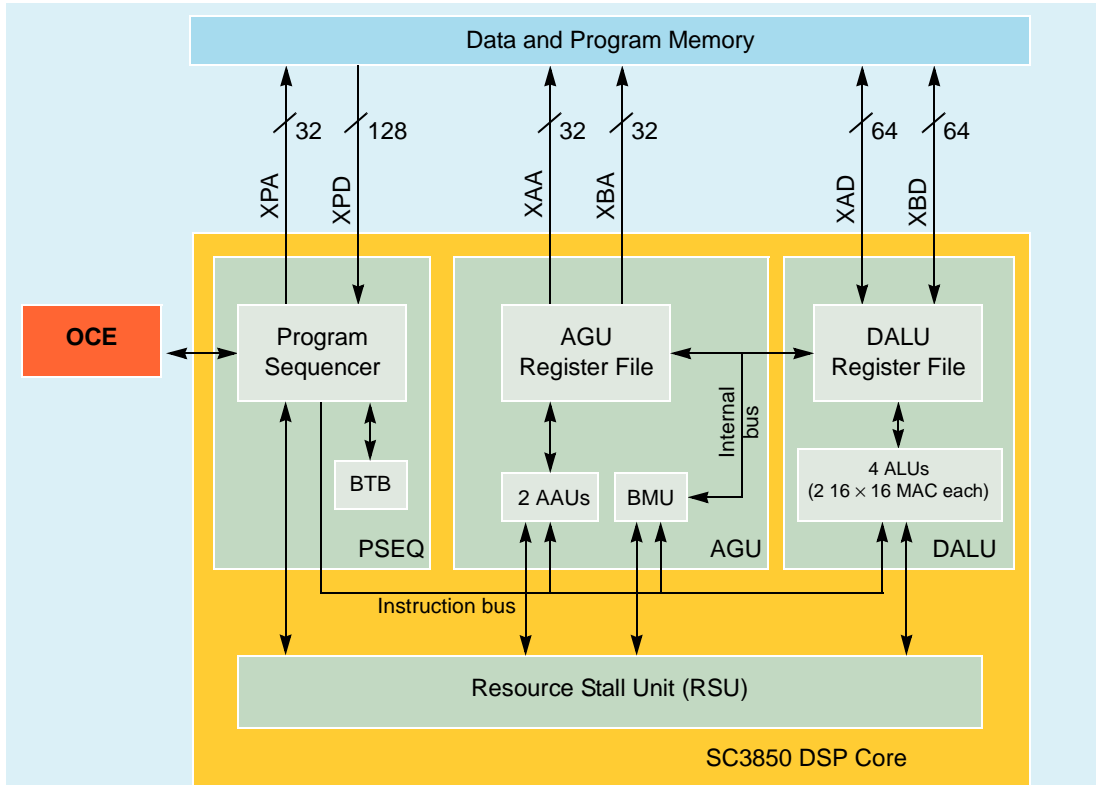 Data and Program Memory
32
128
32
32
64
64
XPA
XPD
XAA
XBA
XAD
XBD
OCE
Program
Sequencer
AGU
Register File
DALU
Register File
Internal
bus
BTB
2 AAUs
BMU
4 ALUs
(2 16 × 16 MAC each)
PSEQ
AGU
DALU
Instruction bus
Resource Stall Unit (RSU)
SC3850 DSP Core